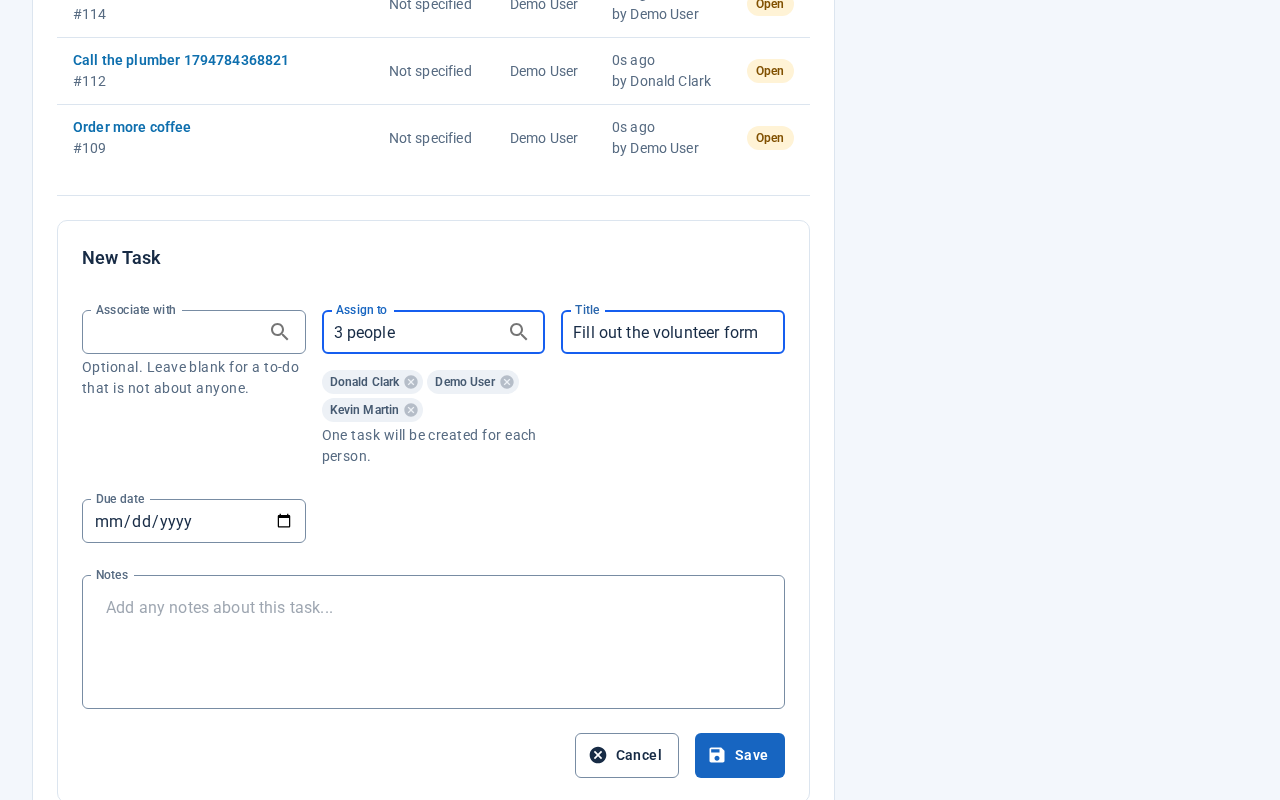 Not specified
Demo User
#114
by Demo User
Open
Call the plumber 1794784368821
#112
Not specified
Demo User
0s ago
by Donald Clark
Open
Order more coffee
#109
Not specified
Demo User
0s ago
by Demo User
Open
New Task
Associate with
Optional. Leave blank for a to-do
that is not about anyone.
Assign to
3 people
Donald Clark
Demo User
Kevin Martin
One task will be created for each
person.
Title
Fill out the volunteer form
Due date
mm/dd/yyyy
Notes
Add any notes about this task...
Cancel
Save